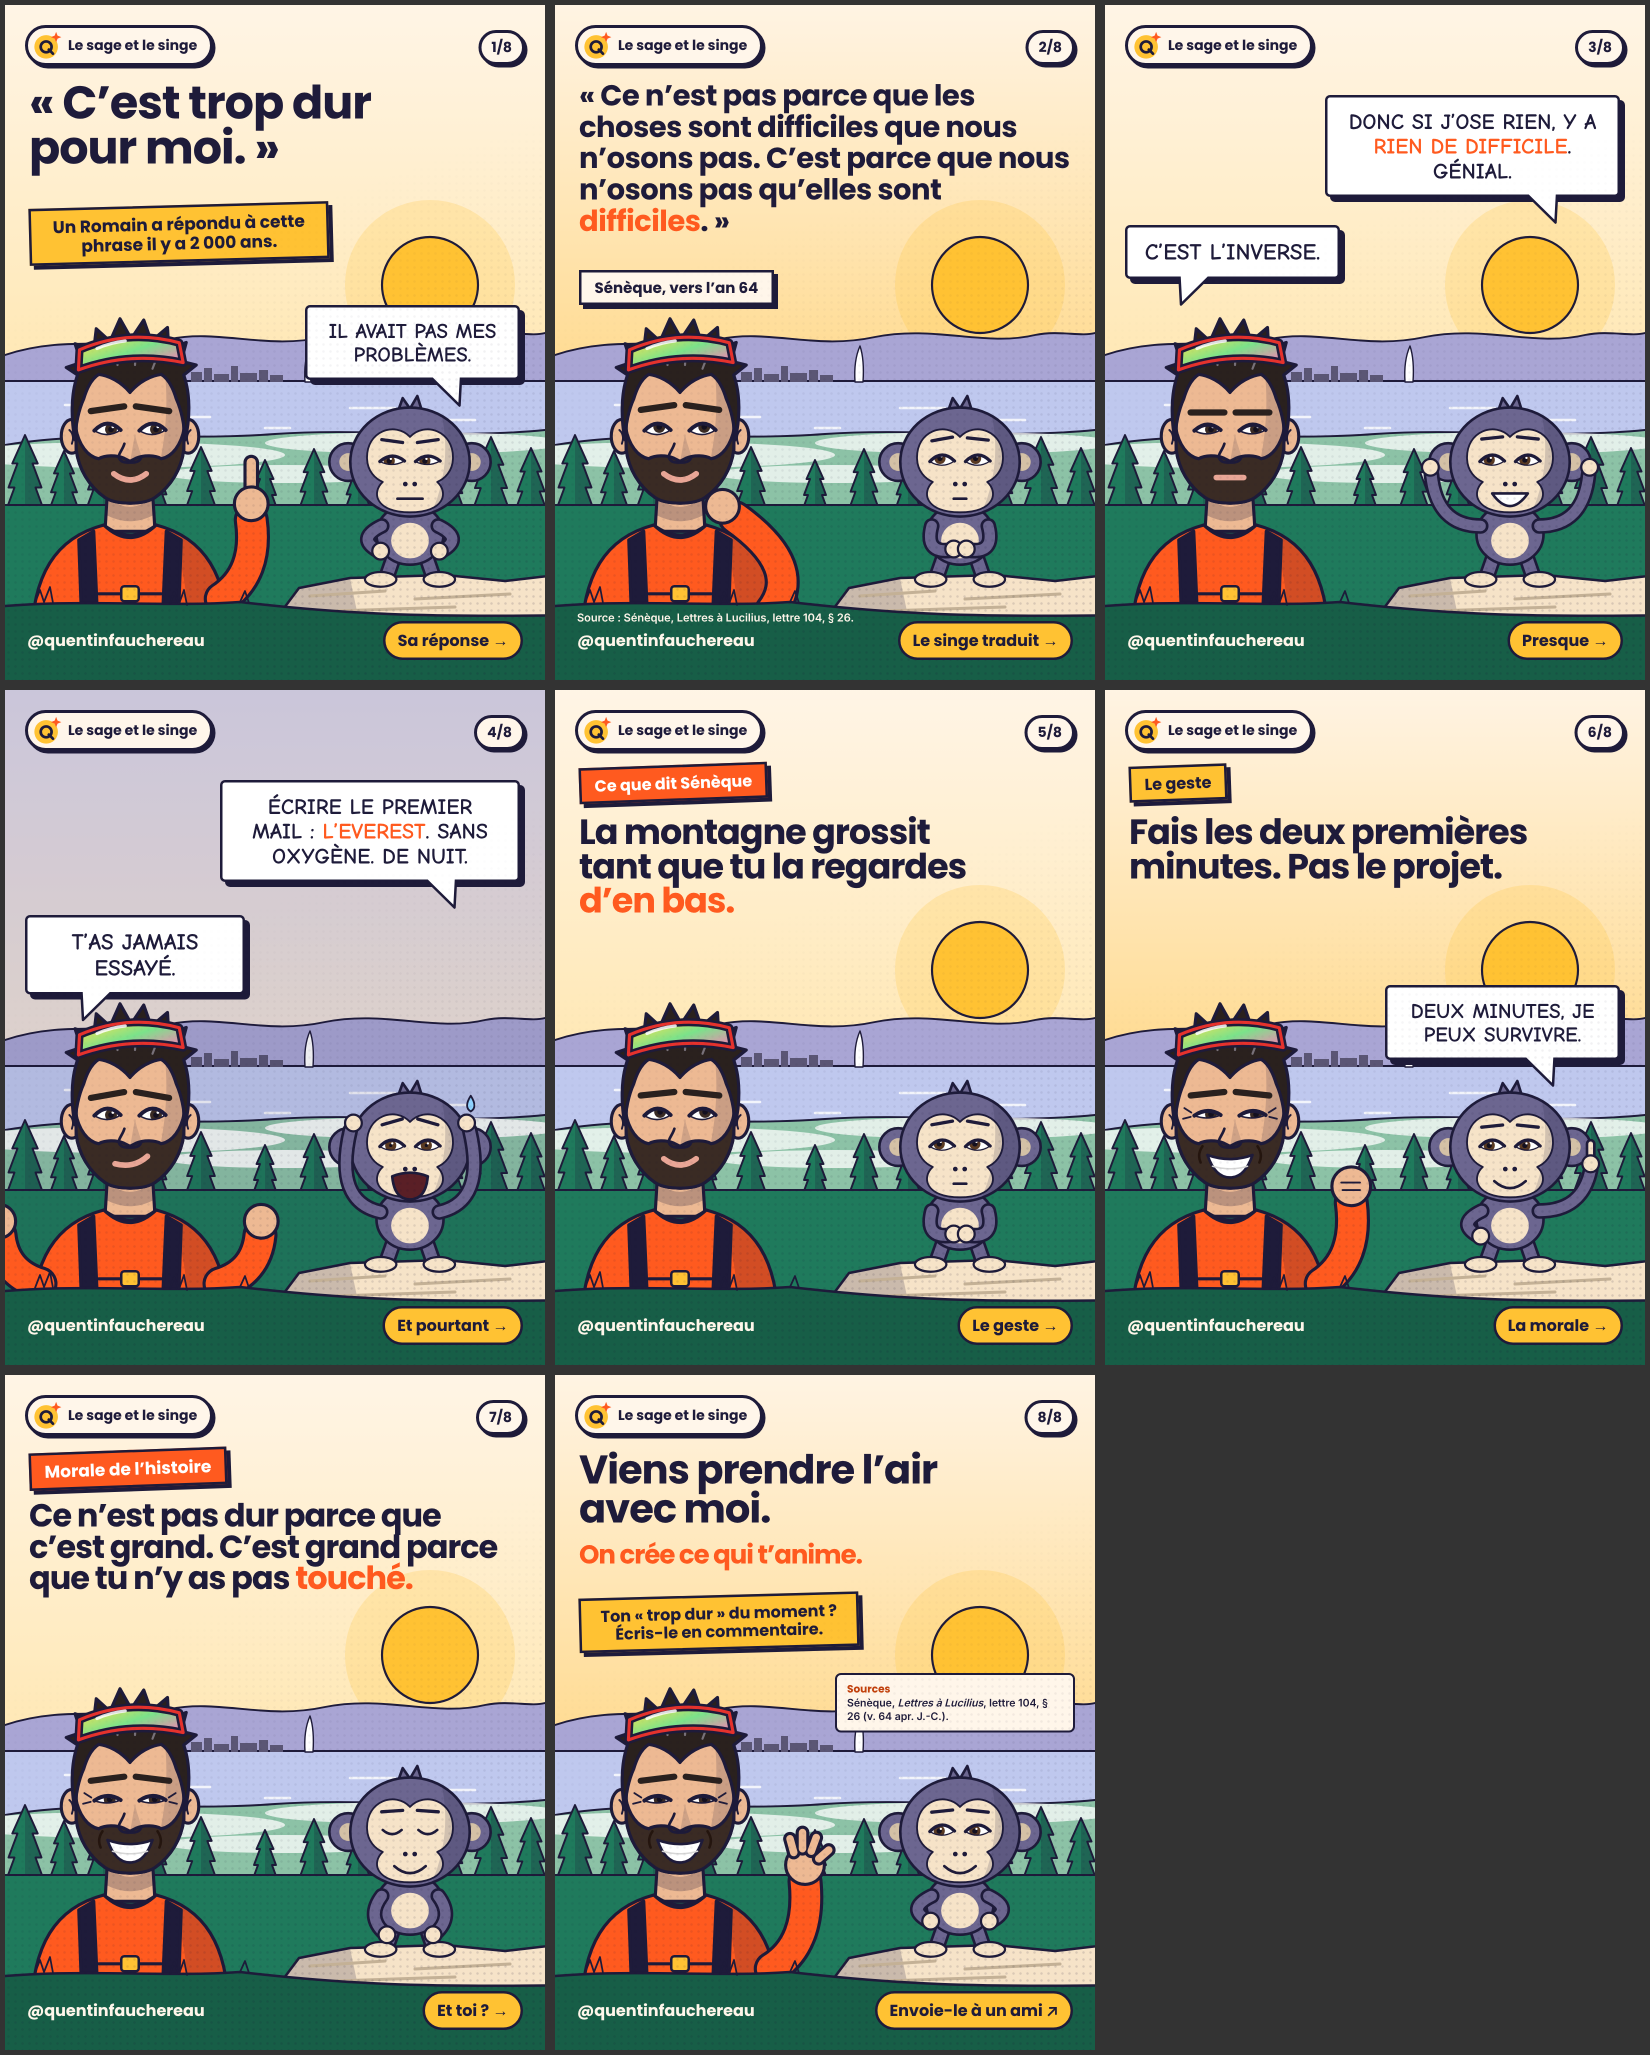 Le sage et le singe
1/8
« C’est trop dur
pour moi. »
Un Romain a répondu à cette
phrase il y a 2 000 ans.
IL AVAIT PAS MES
PROBLÈMES.
@quentinfauchereau
Sa réponse →
Le sage et le singe
2/8
« Ce n’est pas parce que les
choses sont difficiles que nous
n’osons pas. C’est parce que nous
n’osons pas qu’elles sont
difficiles. »
Sénèque, vers l’an 64
Source : Sénèque, Lettres à Lucilius, lettre 104, § 26.
@quentinfauchereau
Le singe traduit →
Le sage et le singe
3/8
DONC SI J’OSE RIEN, Y A
RIEN DE DIFFICILE.
GÉNIAL.
C’EST L’INVERSE.
@quentinfauchereau
Presque →
Le sage et le singe
4/8
ÉCRIRE LE PREMIER
MAIL : L’EVEREST. SANS
OXYGÈNE. DE NUIT.
T’AS JAMAIS
ESSAYÉ.
@quentinfauchereau
Et pourtant →
Le sage et le singe
5/8
Ce que dit Sénèque
La montagne grossit
tant que tu la regardes
d’en bas.
@quentinfauchereau
Le geste →
Le sage et le singe
6/8
Le geste
Fais les deux premières
minutes. Pas le projet.
DEUX MINUTES, JE
PEUX SURVIVRE.
@quentinfauchereau
La morale →
Le sage et le singe
7/8
Morale de l’histoire
Ce n’est pas dur parce que
c’est grand. C’est grand parce
que tu n’y as pas touché.
@quentinfauchereau
Et toi ? →
Le sage et le singe
8/8
Viens prendre l’air
avec moi.
On crée ce qui t’anime.
Ton « trop dur » du moment ?
Écris-le en commentaire.
Sources
Sénèque, Lettres à Lucilius, lettre 104, §
26 (v. 64 apr. J.-C.).
@quentinfauchereau
Envoie-le à un ami ↗